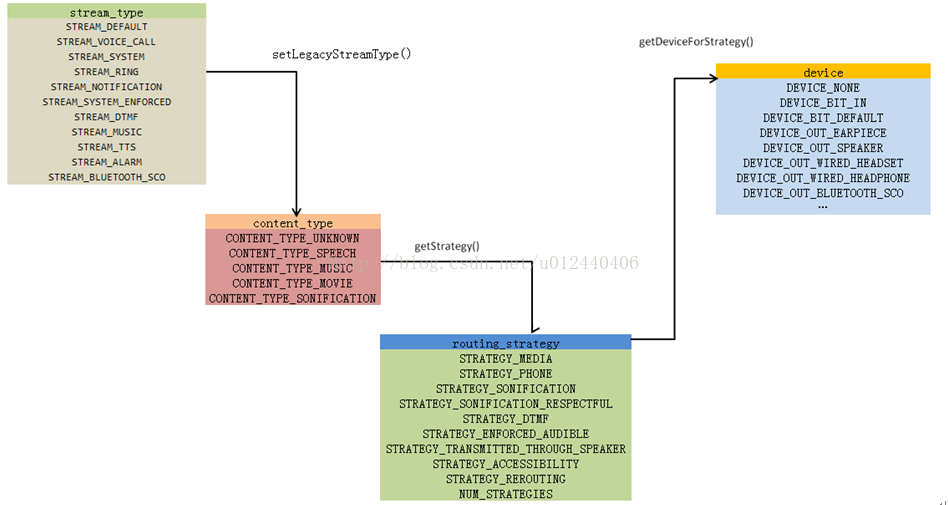 stream_type
STREAM_DEFAULT
STREAM_VOICE_CALL
STREAM_SYSTEM
STREAM_RING
STREAM_NOTIFICATION
STREAM_SYSTEM_ENFORCED
STREAM_DTMF
STREAM_MUSIC
STREAM_TTS
STREAM_ALARM
STREAM_BLUETOOTH_SCO
setLegacyStreamType()
content_type
CONTENT_TYPE_UNKNOWN
CONTENT_TYPE_SPEECH
CONTENT_TYPE_MUSIC
CONTENT_TYPE_MOVIE
CONTENT_TYPE_SONIFICATION
getStrategy()
blog.csdn.net/u012440406
routing_strategy
STRATEGY_MEDIA
STRATEGY_PHONE
STRATEGY_SONIFICATION
STRATEGY_SONIFICATION_RESPECTFUL
STRATEGY_DTMF
STRATEGY_ENFORCED_AUDIBLE
STRATEGY_TRANSMITTED_THROUGH_SPEAKER
STRATEGY_ACCESSIBILITY
STRATEGY_REROUTING
NUM_STRATEGIES
getDeviceForStrategy()
device
DEVICE_NONE
DEVICE_BIT_IN
DEVICE_BIT_DEFAULT
DEVICE_OUT_EARPIECE
DEVICE_OUT_SPEAKER
DEVICE_OUT_WIRED_HEADSET
DEVICE_OUT_WIRED_HEADPHONE
DEVICE_OUT_BLUETOOTH_SCO
...